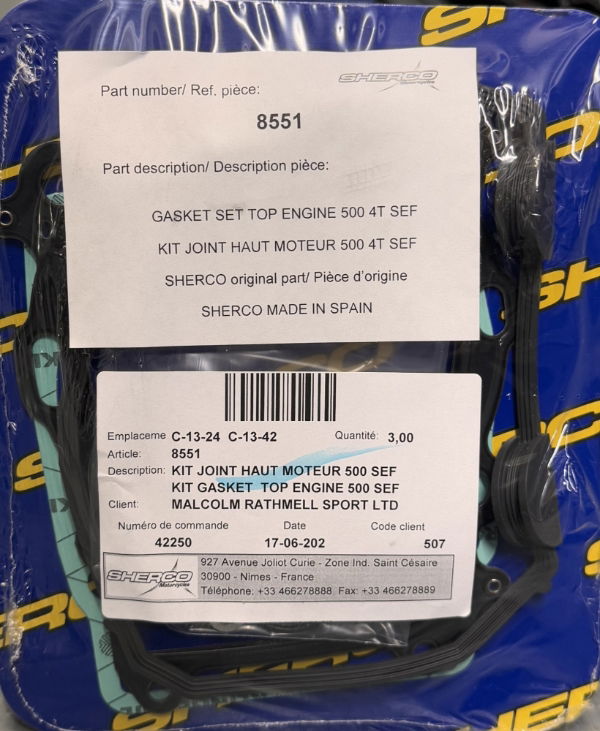 SHERCO
Part number/ Ref. pièce:
SHERCO
Motorcycles
8551
Part description/ Description pièce:
GASKET SET TOP ENGINE 500 4T SEF
KIT JOINT HAUT MOTEUR 500 4T SEF
SHERCO original part/ Pièce d'origine
SHERCO MADE IN SPAIN
Emplaceme C-13-24 C-13-42 Quantité: 3,00
Article: 8551
Description: KIT JOINT HAUT MOTEUR 500 SEF
KIT GASKET TOP ENGINE 500 SEF
Client: MALCOLM RATHMELL SPORT LTD
Numéro de commande Date Code client
42250 17-06-202 507
SHERCO
Motorcycles
927 Avenue Joliot Curie - Zone Ind. Saint Césaire
30900 - Nimes - France
Téléphone: +33 466278888 Fax: +33 466278889